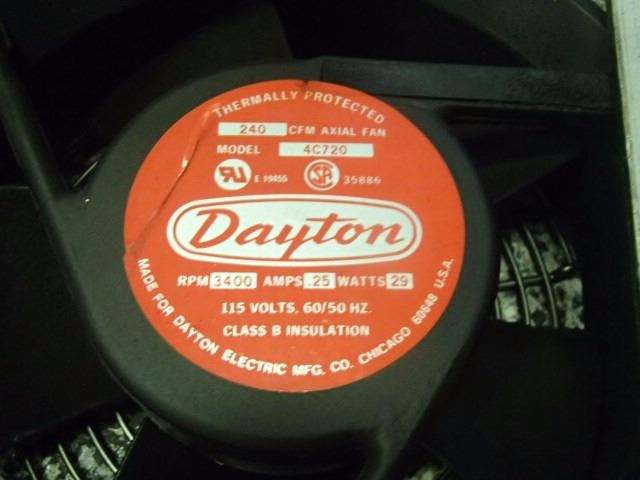 THERMALLY PROTECTED
240 CFM AXIAL FAN
MODEL 4C720
E 19455 35886
Dayton
RPM 3400 AMPS .25 WATTS 29
115 VOLTS, 60/50 HZ.
CLASS B INSULATION
MADE FOR DAYTON ELECTRIC MFG. CO. CHICAGO 60648 U.S.A.